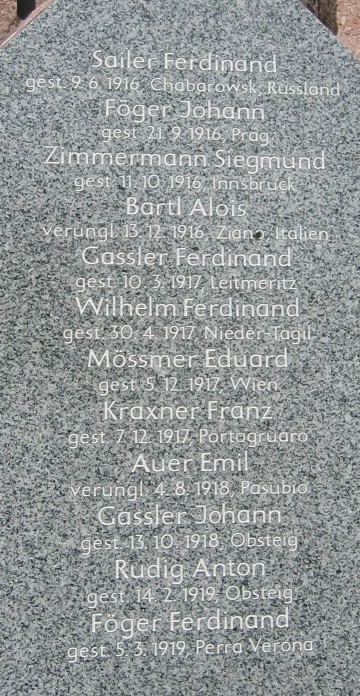 Sailer Ferdinand
gest. 9. 6. 1916, Chabarowsk, Russland
Föger Johann
gest. 21. 9. 1916, Prag
Zimmermann Siegmund
gest. 11. 10. 1916, Innsbruck
Bartl Alois
verungl. 13. 12. 1916, Ziano, Italien
Gassler Ferdinand
gest. 10. 3. 1917, Leitmeritz
Wilhelm Ferdinand
gest. 30. 4. 1917, Nieder-Tagil
Mössmer Eduard
gest. 5. 12. 1917, Wien
Kraxner Franz
gest. 7. 12. 1917, Portogruaro
Auer Emil
verungl. 4. 8. 1918, Pasubio
Gassler Johann
gest. 13. 10. 1918, Obsteig
Rudig Anton
gest. 14. 2. 1919, Obsteig
Föger Ferdinand
gest. 5. 3. 1919, Perra Verona